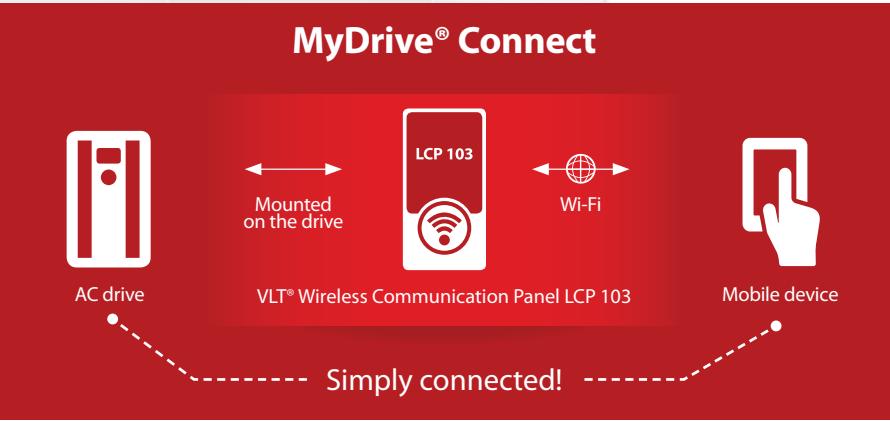 MyDrive® Connect
LCP 103
Mounted
on the drive
Wi-Fi
AC drive
VLT® Wireless Communication Panel LCP 103
Mobile device
Simply connected!